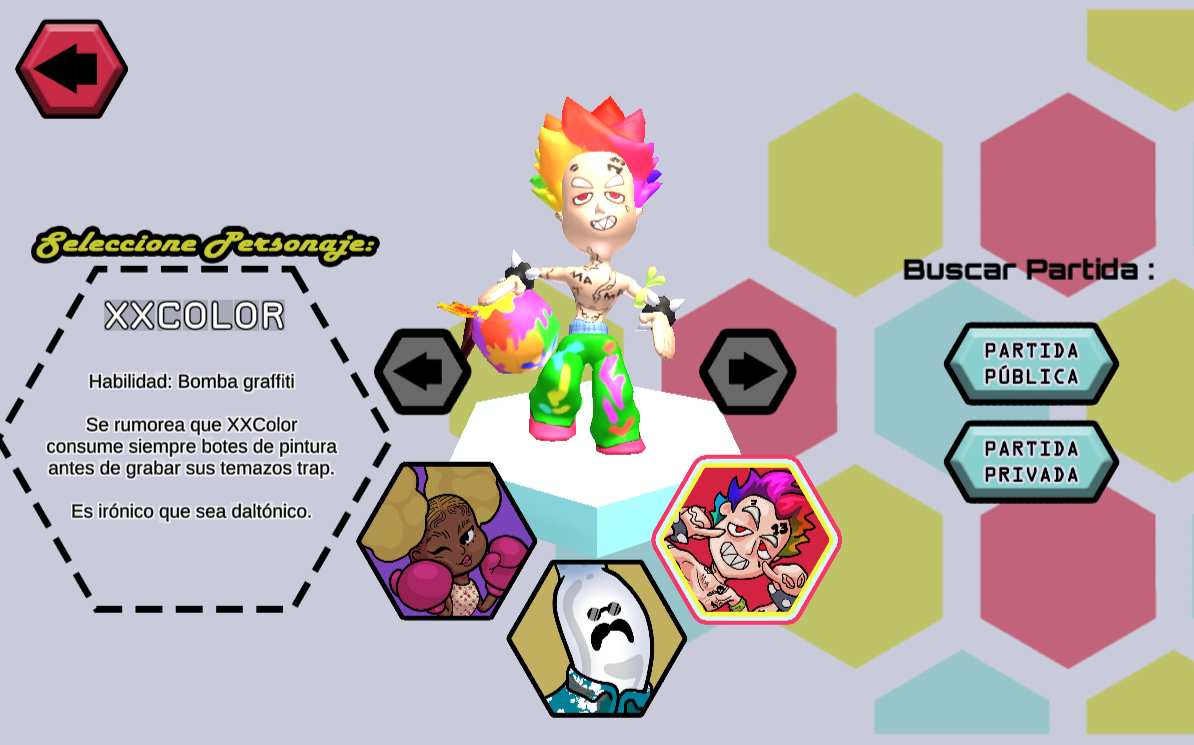 Seleccione Personaje:
XXCOLOR
Habilidad: Bomba graffiti
Se rumorea que XXColor
consume siempre botes de pintura
antes de grabar sus temazos trap.
Es irónico que sea daltónico.
Buscar Partida :
PARTIDA
PÚBLICA
PARTIDA
PRIVADA
13